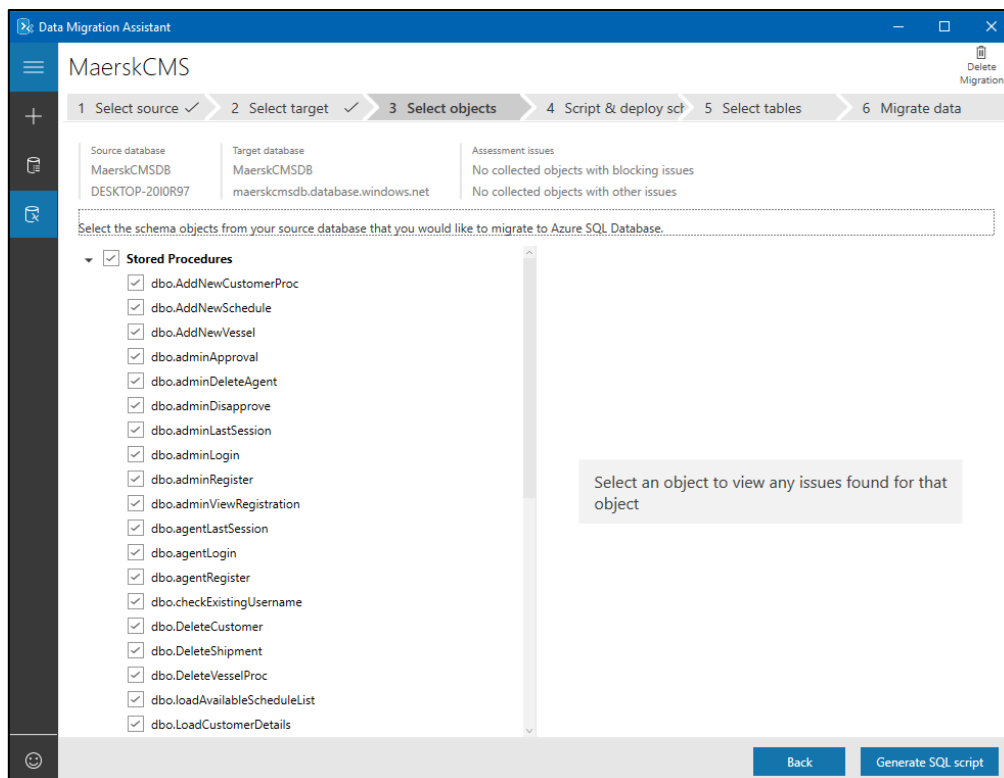 Data Migration Assistant
MaerskCMS
Delete
Migration
1 Select source 2 Select target 3 Select objects 4 Script & deploy sch 5 Select tables 6 Migrate data
Source database Target database Assessment issues
MaerskCMSDB MaerskCMSDB No collected objects with blocking issues
DESKTOP-20I0R97 maerskcmsdb.database.windows.net No collected objects with other issues
Select the schema objects from your source database that you would like to migrate to Azure SQL Database.
Stored Procedures
dbo.AddNewCustomerProc
dbo.AddNewSchedule
dbo.AddNewVessel
dbo.adminApproval
dbo.adminDeleteAgent
dbo.adminDisapprove
dbo.adminLastSession
dbo.adminLogin
dbo.adminRegister
dbo.adminViewRegistration
dbo.agentLastSession
dbo.agentLogin
dbo.agentRegister
dbo.checkExistingUsername
dbo.DeleteCustomer
dbo.DeleteShipment
dbo.DeleteVesselProc
dbo.loadAvailableScheduleList
dbo.LoadCustomerDetails
Select an object to view any issues found for that
object
Back Generate SQL script